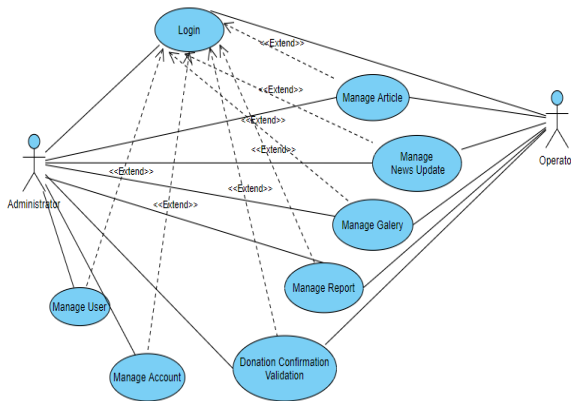 Login
<<Extend>>
Manage Article
<<Extend>>
<<Extend>>
Manage
News Update
Operato
<<Extend>>
<<Extend>>
<<Extend>>
<<Extend>>
Administrator
Manage Galery
Manage Report
Manage User
Donation Confirmation
Validation
Manage Account